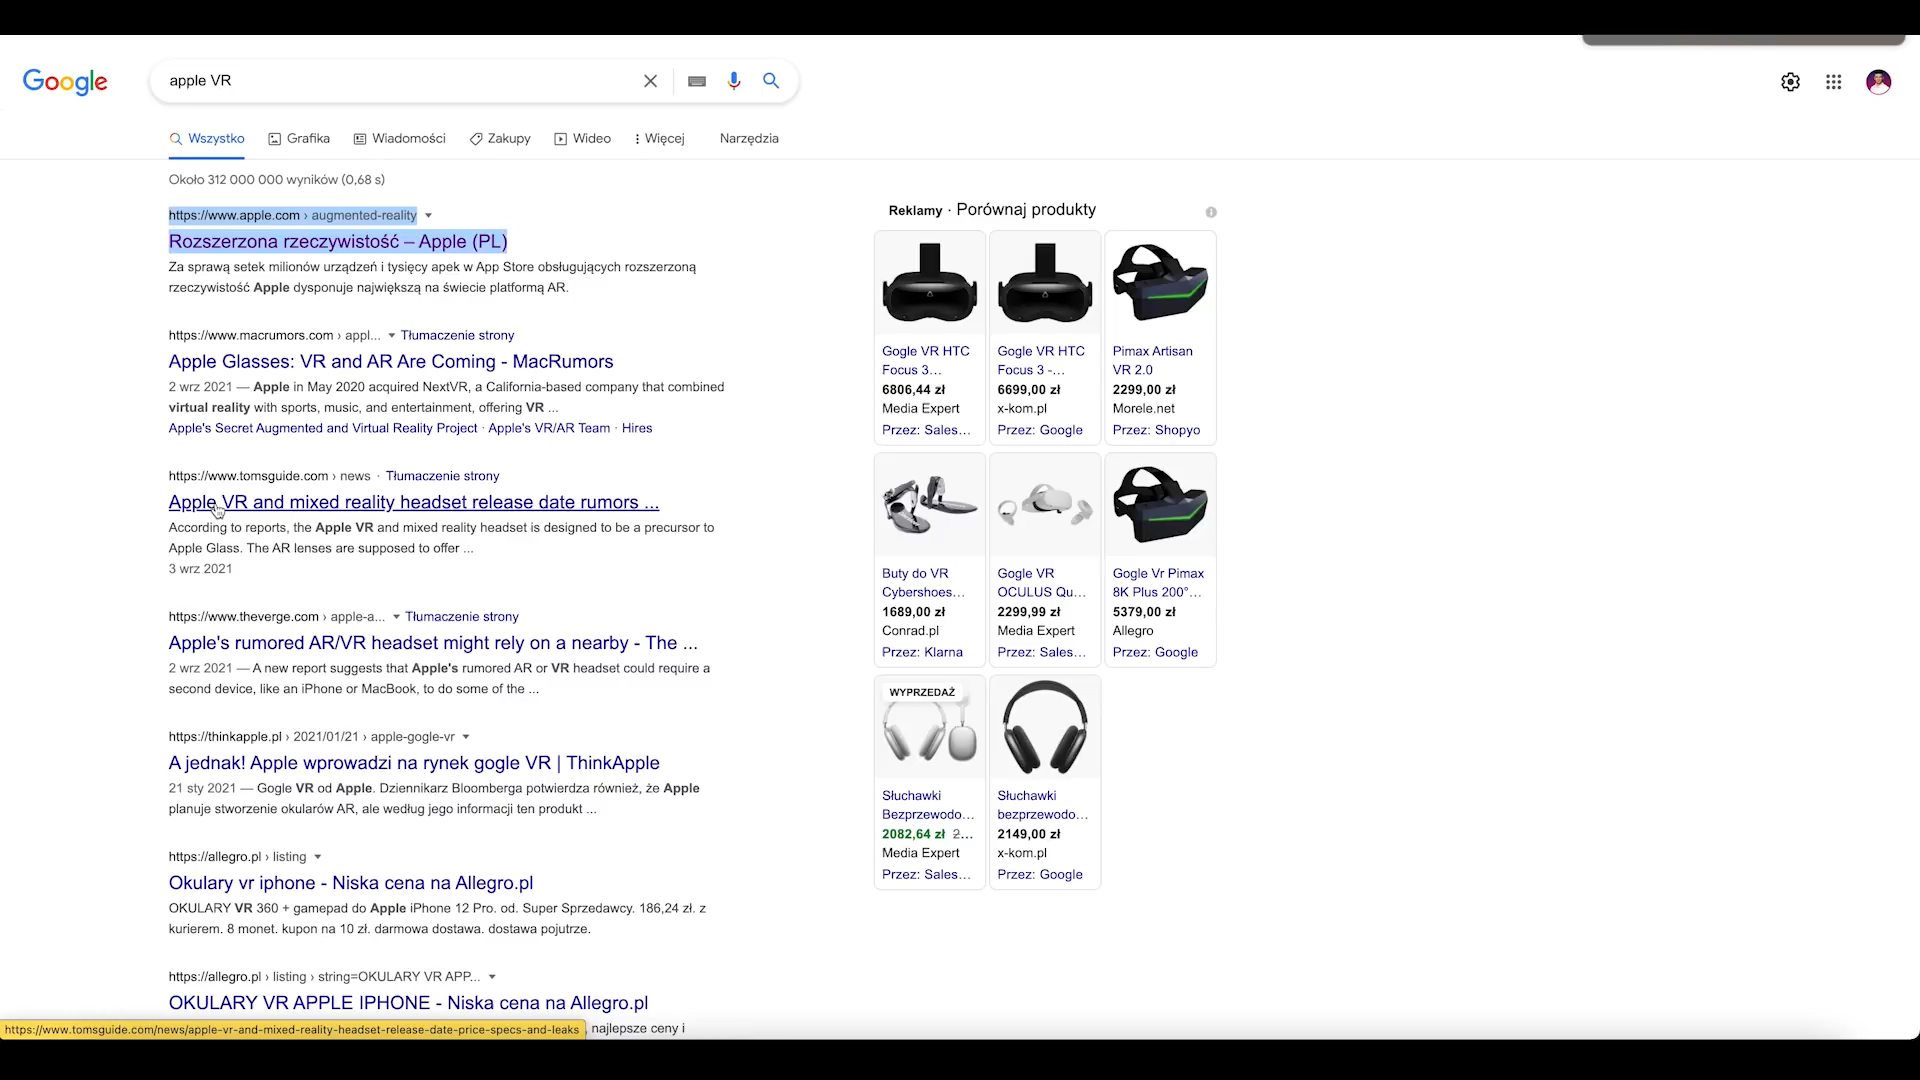 Google
apple VR
Wszystko
Grafika
Wiadomości
Zakupy
Wideo
Więcej
Narzędzia
Około 312 000 000 wyników (0,68 s)
https://www.apple.com › augmented-reality
Rozszerzona rzeczywistość – Apple (PL)
Za sprawą setek milionów urządzeń i tysięcy apek w App Store obsługujących rozszerzoną
rzeczywistość Apple dysponuje największą na świecie platformą AR.
https://www.macrumors.com › appl... Tłumaczenie strony
Apple Glasses: VR and AR Are Coming - MacRumors
2 wrz 2021 — Apple in May 2020 acquired NextVR, a California-based company that combined
virtual reality with sports, music, and entertainment, offering VR ...
Apple's Secret Augmented and Virtual Reality Project · Apple's VR/AR Team · Hires
https://www.tomsguide.com › news · Tłumaczenie strony
Apple VR and mixed reality headset release date rumors ...
According to reports, the Apple VR and mixed reality headset is designed to be a precursor to
Apple Glass. The AR lenses are supposed to offer ...
3 wrz 2021
https://www.theverge.com › apple-a... Tłumaczenie strony
Apple's rumored AR/VR headset might rely on a nearby - The ...
2 wrz 2021 — A new report suggests that Apple's rumored AR or VR headset could require a
second device, like an iPhone or MacBook, to do some of the ...
https://thinkapple.pl › 2021/01/21 › apple-gogle-vr
A jednak! Apple wprowadzi na rynek gogle VR | ThinkApple
21 sty 2021 — Gogle VR od Apple. Dziennikarz Bloomberga potwierdza również, że Apple
planuje stworzenie okularów AR, ale według jego informacji ten produkt ...
https://allegro.pl › listing
Okulary vr iphone - Niska cena na Allegro.pl
OKULARY VR 360 + gamepad do Apple iPhone 12 Pro. od. Super Sprzedawcy. 186,24 zł. z
kurierem. 8 monet. kupon na 10 zł. darmowa dostawa. dostawa pojutrze.
https://allegro.pl › listing › string=OKULARY VR APP...
OKULARY VR APPLE IPHONE - Niska cena na Allegro.pl
najlepsze ceny i
https://www.tomsguide.com/news/apple-vr-and-mixed-reality-headset-release-date-price-specs-and-leaks
Reklamy · Porównaj produkty
Gogle VR HTC
Focus 3...
6806,44 zł
Media Expert
Przez: Sales...
Gogle VR HTC
Focus 3 -...
6699,00 zł
x-kom.pl
Przez: Google
Pimax Artisan
VR 2.0
2299,00 zł
Morele.net
Przez: Shopyo
Buty do VR
Cybershoes...
1689,00 zł
Conrad.pl
Przez: Klarna
Gogle VR
OCULUS Qu...
2299,99 zł
Media Expert
Przez: Sales...
Gogle Vr Pimax
8K Plus 200°...
5379,00 zł
Allegro
Przez: Google
WYPRZEDAŻ
Słuchawki
Bezprzewodo...
2082,64 zł 2...
Media Expert
Przez: Sales...
Słuchawki
bezprzewodo...
2149,00 zł
x-kom.pl
Przez: Google